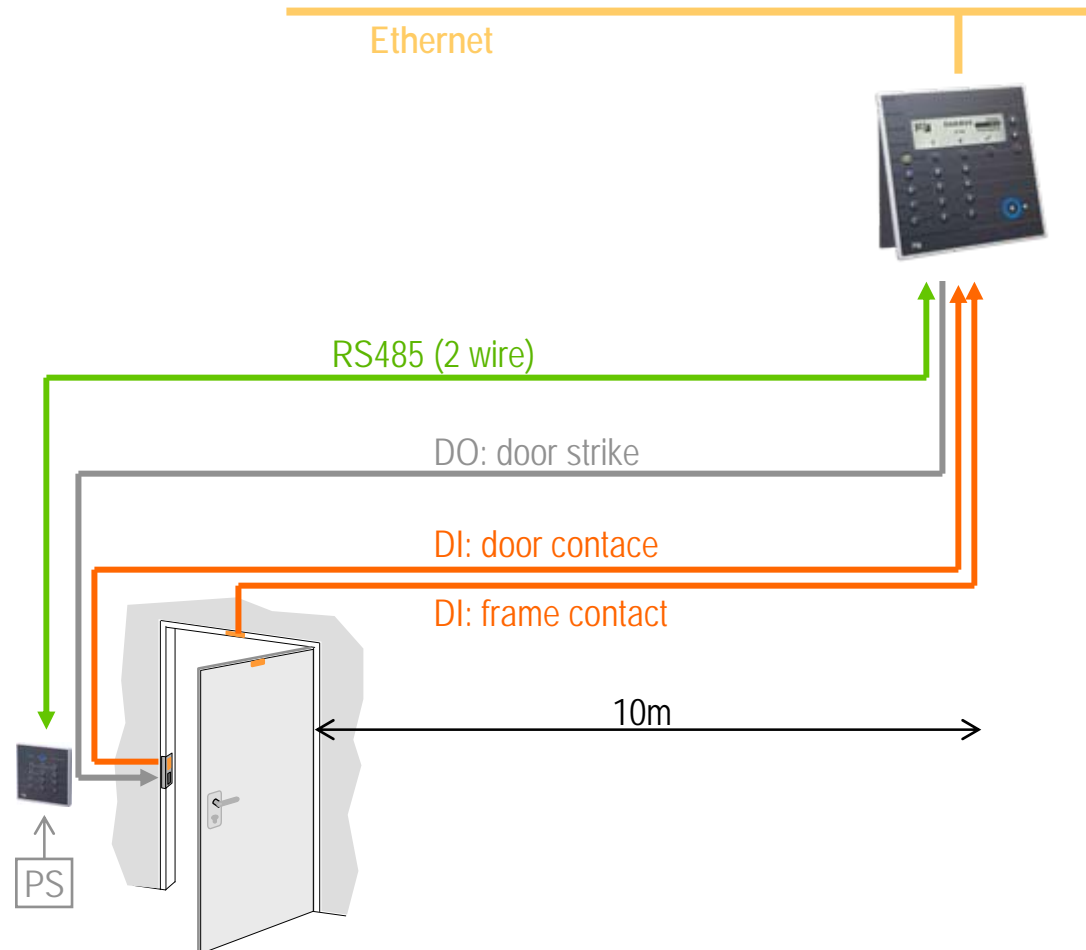 Ethernet
RS485 (2 wire)
DO: door strike
DI: door contace
DI: frame contact
10m
PS